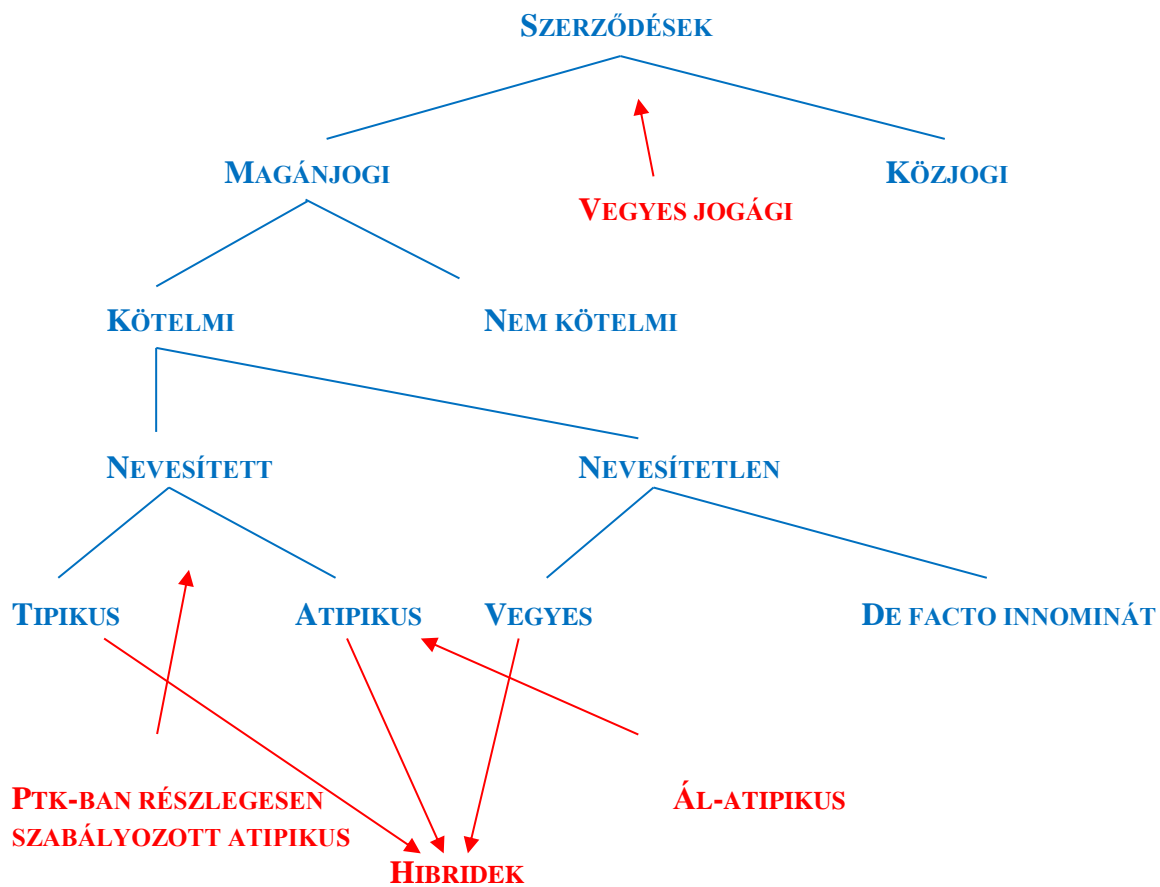 SZERZŐDÉSEK
MAGÁNJOGI
KÖZJOGI
VEGYES JOGÁGI
KÖTELMI
NEM KÖTELMI
NEVESÍTETT
NEVESÍTETLEN
TIPIKUS
ATIPIKUS
VEGYES
DE FACTO INNOMINÁT
PTK-BAN RÉSZLEGESEN
SZABÁLYOZOTT ATIPIKUS
ÁL-ATIPIKUS
HIBRIDEK